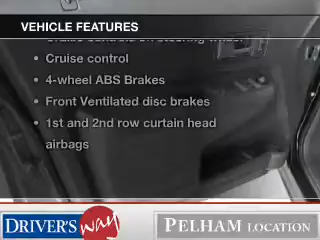 VEHICLE FEATURES
• Cruise control
• 4-wheel ABS Brakes
• Front Ventilated disc brakes
• 1st and 2nd row curtain head
airbags
DRIVER'S way
PELHAM LOCATION